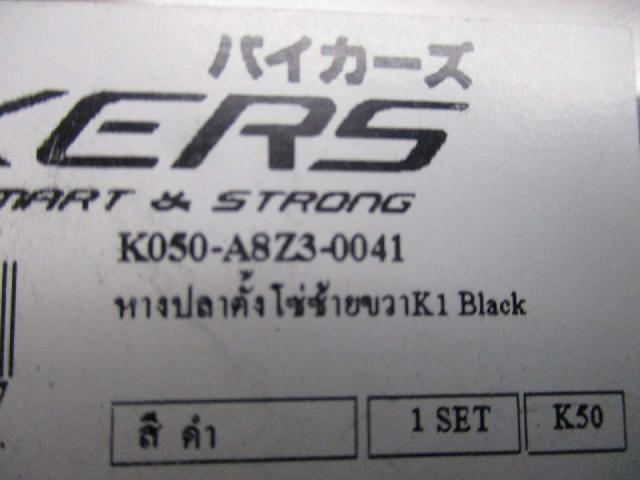 バイカーズ
KERS
MART & STRONG
K050-A8Z3-0041
หางปลาตั้งโซ่ซ้ายขวาK1 Black
สี ดำ
1 SET
K50